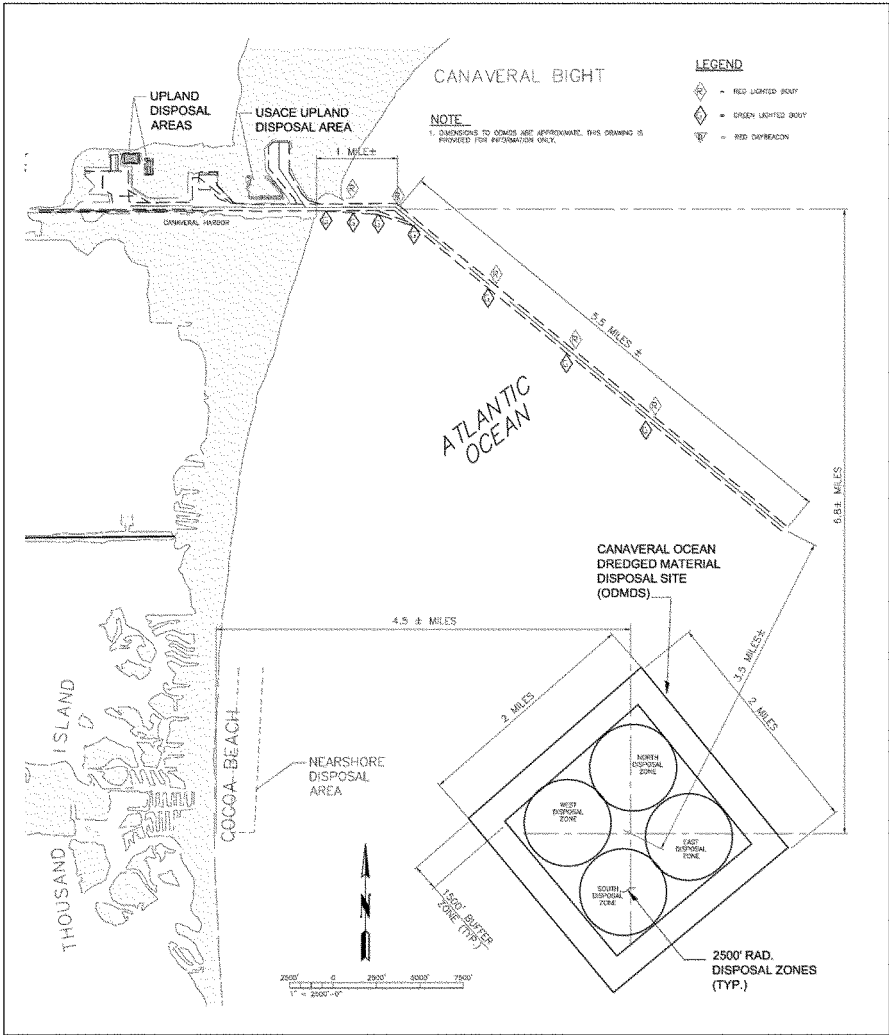 CANAVERAL BIGHT
LEGEND
= RED LIGHTED BOUY
= GREEN LIGHTED BOUY
= RED DAYBEACON
NOTE
1. DIMENSIONS TO ODMDS ARE APPROXIMATE. THIS DRAWING IS
PROVIDED FOR INFORMATION ONLY.
UPLAND
DISPOSAL
AREAS
USACE UPLAND
DISPOSAL AREA
1 MILE±
CANAVERAL HARBOR
5.5 MILES ±
ATLANTIC
OCEAN
6.8± MILES
CANAVERAL OCEAN
DREDGED MATERIAL
DISPOSAL SITE
(ODMDS)
4.5 ± MILES
3.5 MILES±
2 MILES
2 MILES
THOUSAND ISLAND
COCOA BEACH
NEARSHORE
DISPOSAL
AREA
NORTH
DISPOSAL
ZONE
WEST
DISPOSAL
ZONE
EAST
DISPOSAL
ZONE
SOUTH
DISPOSAL
ZONE
1500' BUFFER
ZONE (TYP.)
N
2500' RAD.
DISPOSAL ZONES
(TYP.)
2500' 0' 2500' 5000' 7500'
1" = 2500'-0"